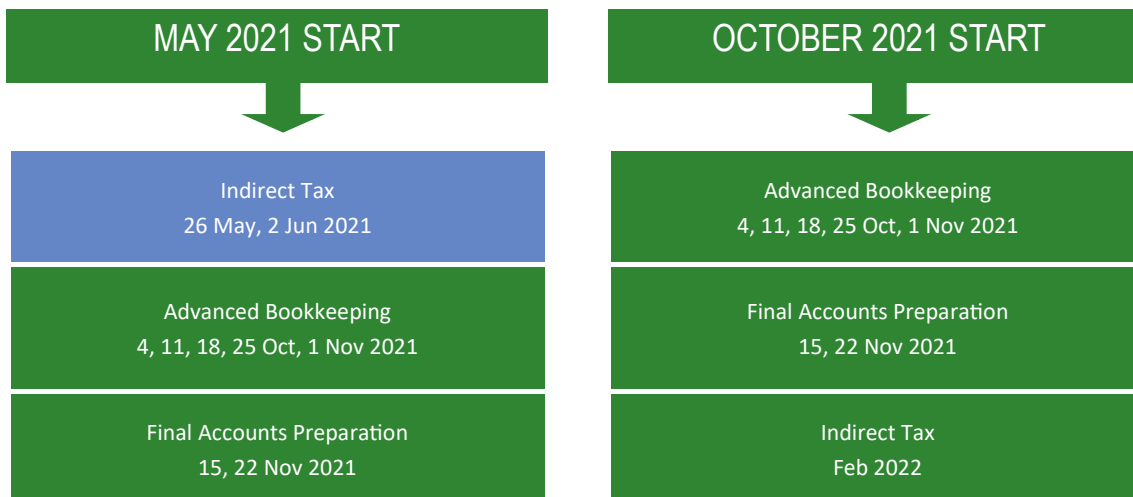 MAY 2021 START
Indirect Tax
26 May, 2 Jun 2021
Advanced Bookkeeping
4, 11, 18, 25 Oct, 1 Nov 2021
Final Accounts Preparation
15, 22 Nov 2021
OCTOBER 2021 START
Advanced Bookkeeping
4, 11, 18, 25 Oct, 1 Nov 2021
Final Accounts Preparation
15, 22 Nov 2021
Indirect Tax
Feb 2022